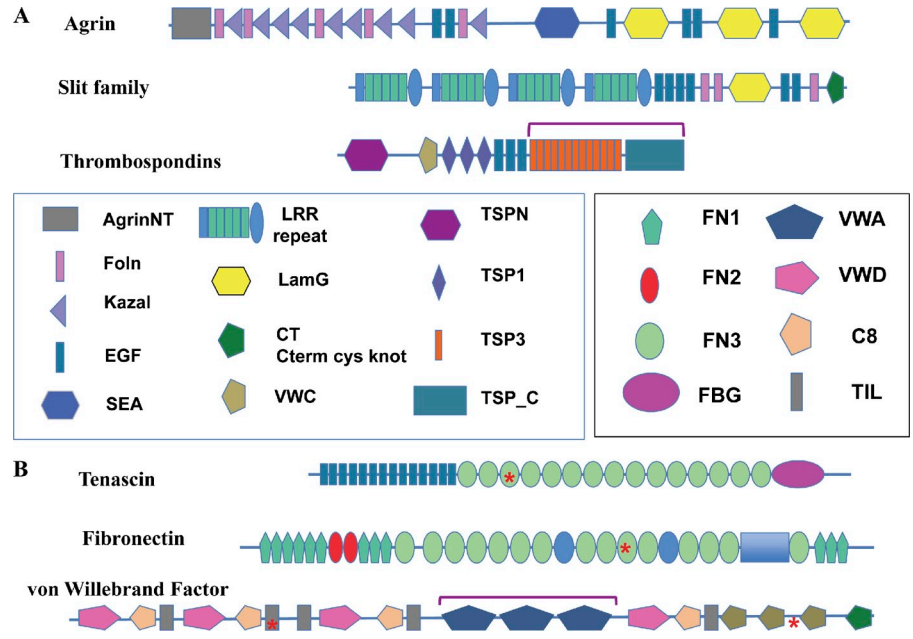 A
Agrin
Slit family
Thrombospondins
AgrinNT
Foln
Kazal
EGF
SEA
LRR
repeat
LamG
CT
Cterm cys knot
VWC
TSPN
TSP1
TSP3
TSP_C
FN1
FN2
FN3
FBG
VWA
VWD
C8
TIL
B
Tenascin
*
Fibronectin
*
von Willebrand Factor
*
*